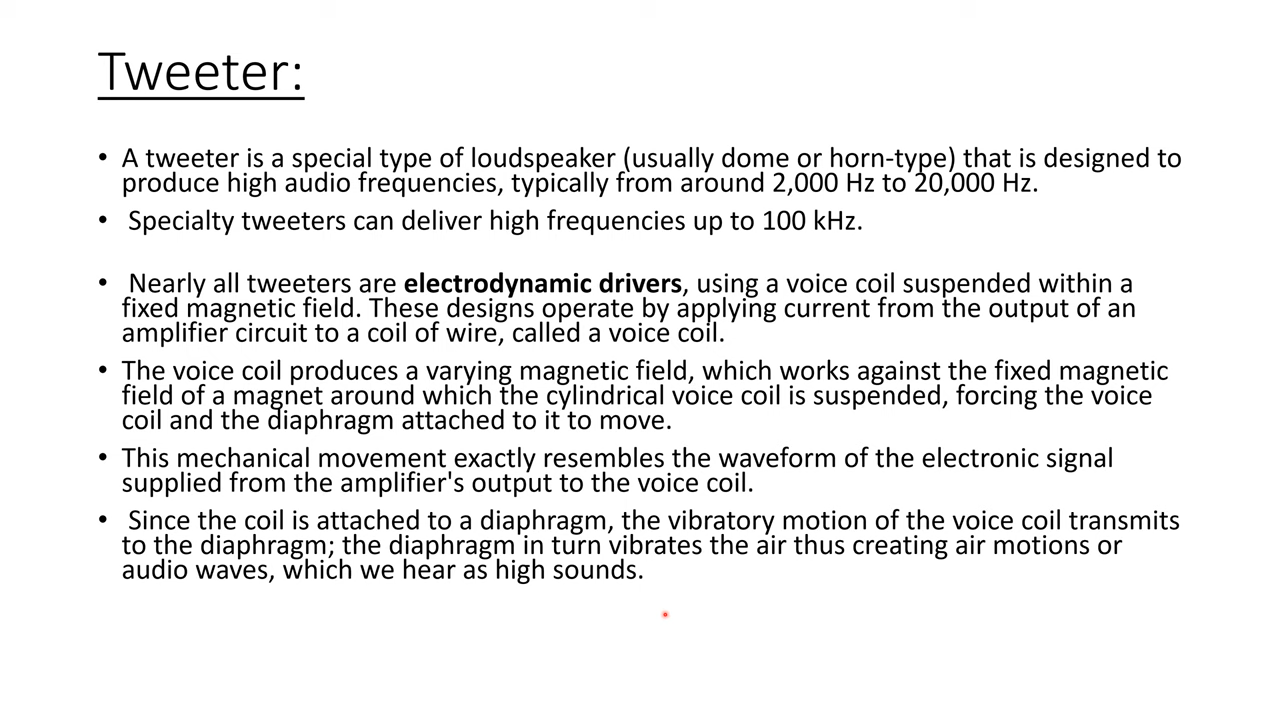 Tweeter:
• A tweeter is a special type of loudspeaker (usually dome or horn-type) that is designed to
produce high audio frequencies, typically from around 2,000 Hz to 20,000 Hz.
• Specialty tweeters can deliver high frequencies up to 100 kHz.
• Nearly all tweeters are electrodynamic drivers, using a voice coil suspended within a
fixed magnetic field. These designs operate by applying current from the output of an
amplifier circuit to a coil of wire, called a voice coil.
• The voice coil produces a varying magnetic field, which works against the fixed magnetic
field of a magnet around which the cylindrical voice coil is suspended, forcing the voice
coil and the diaphragm attached to it to move.
• This mechanical movement exactly resembles the waveform of the electronic signal
supplied from the amplifier's output to the voice coil.
• Since the coil is attached to a diaphragm, the vibratory motion of the voice coil transmits
to the diaphragm; the diaphragm in turn vibrates the air thus creating air motions or
audio waves, which we hear as high sounds.